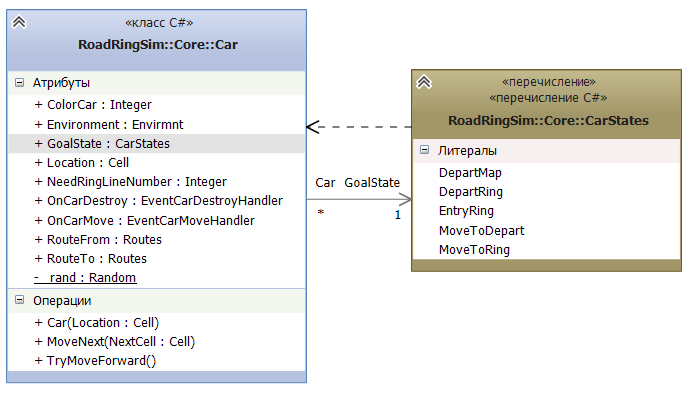 «класс C#»
RoadRingSim::Core::Car
Атрибуты
+ ColorCar : Integer
+ Environment : Envirmnt
+ GoalState : CarStates
+ Location : Cell
+ NeedRingLineNumber : Integer
+ OnCarDestroy : EventCarDestroyHandler
+ OnCarMove : EventCarMoveHandler
+ RouteFrom : Routes
+ RouteTo : Routes
- _rand : Random
Операции
+ Car(Location : Cell)
+ MoveNext(NextCell : Cell)
+ TryMoveForward()
Car GoalState
* 1
«перечисление»
«перечисление C#»
RoadRingSim::Core::CarStates
Литералы
DepartMap
DepartRing
EntryRing
MoveToDepart
MoveToRing